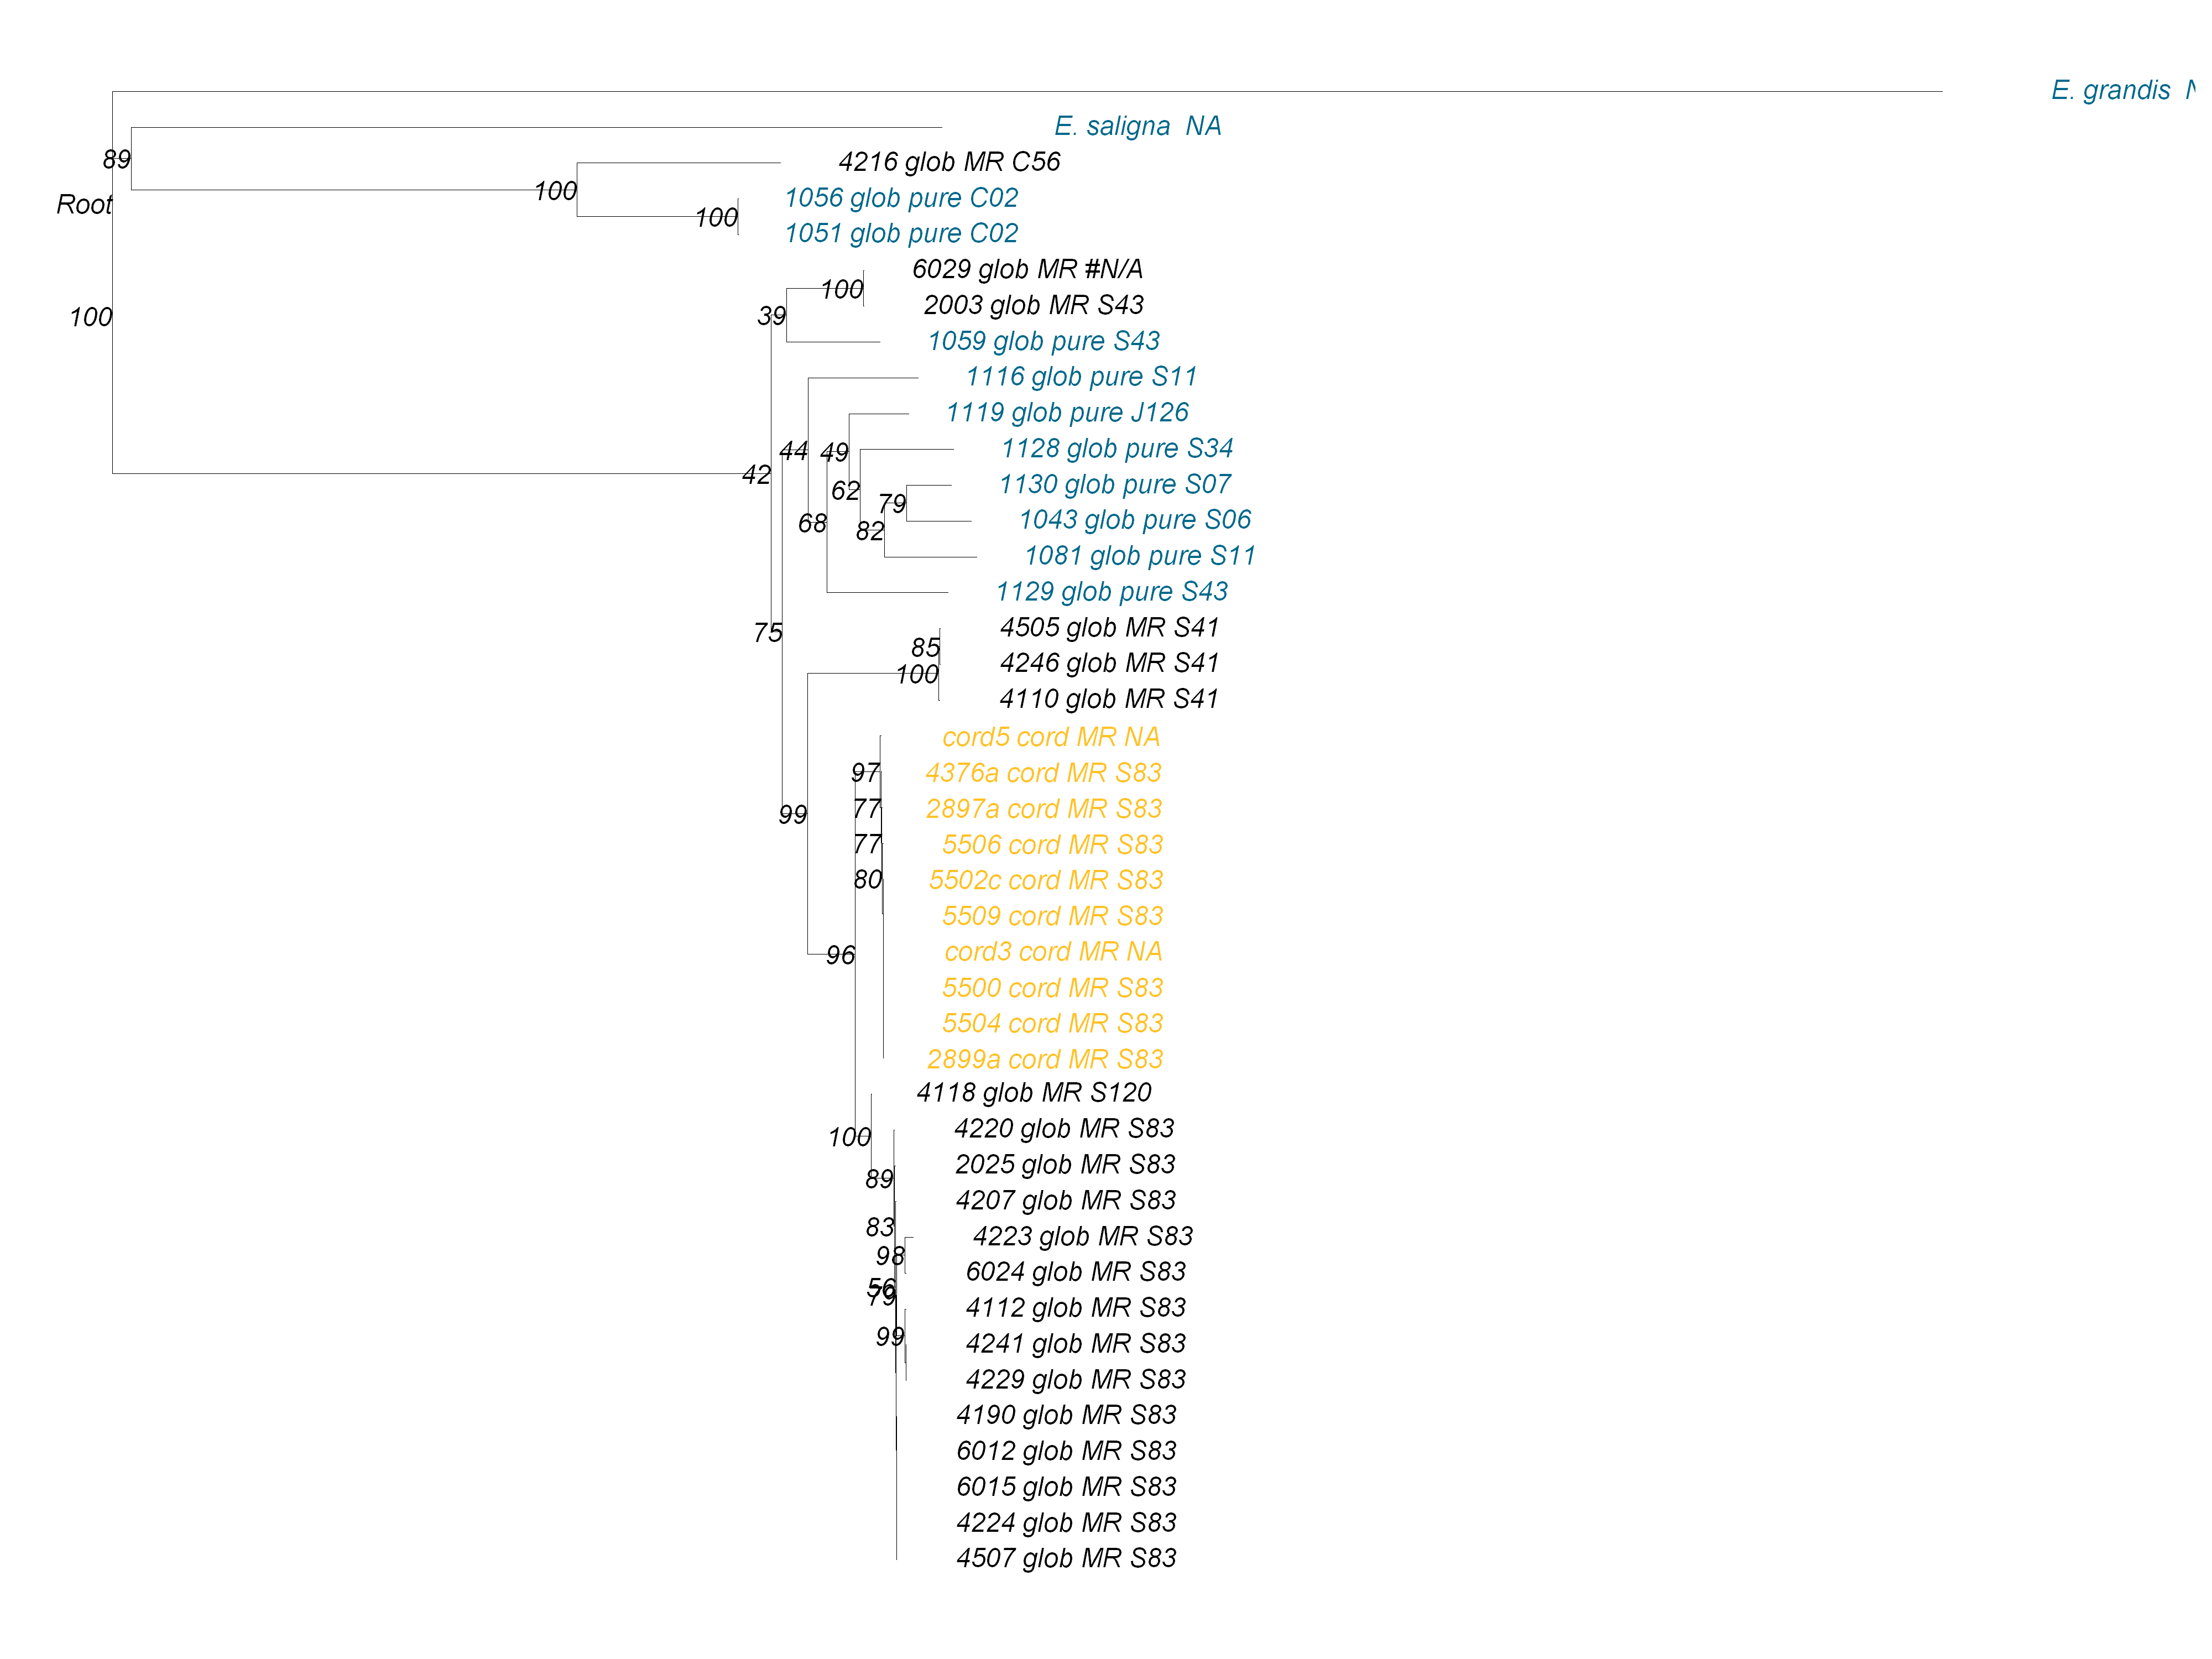 E. grandis
E. saligna NA
89
4216 glob MR C56
100
1056 glob pure C02
Root
100
1051 glob pure C02
6029 glob MR #N/A
100
2003 glob MR S43
39
100
1059 glob pure S43
1116 glob pure S11
1119 glob pure J126
44
49
1128 glob pure S34
42
1130 glob pure S07
62
79
1043 glob pure S06
68
82
1081 glob pure S11
1129 glob pure S43
4505 glob MR S41
75
85
4246 glob MR S41
100
4110 glob MR S41
cord5 cord MR NA
97
4376a cord MR S83
77
2897a cord MR S83
99
77
5506 cord MR S83
80
5502c cord MR S83
5509 cord MR S83
96
cord3 cord MR NA
5500 cord MR S83
5504 cord MR S83
2899a cord MR S83
4118 glob MR S120
100
4220 glob MR S83
2025 glob MR S83
89
4207 glob MR S83
83
4223 glob MR S83
98
6024 glob MR S83
56
79
4112 glob MR S83
99
4241 glob MR S83
4229 glob MR S83
4190 glob MR S83
6012 glob MR S83
6015 glob MR S83
4224 glob MR S83
4507 glob MR S83